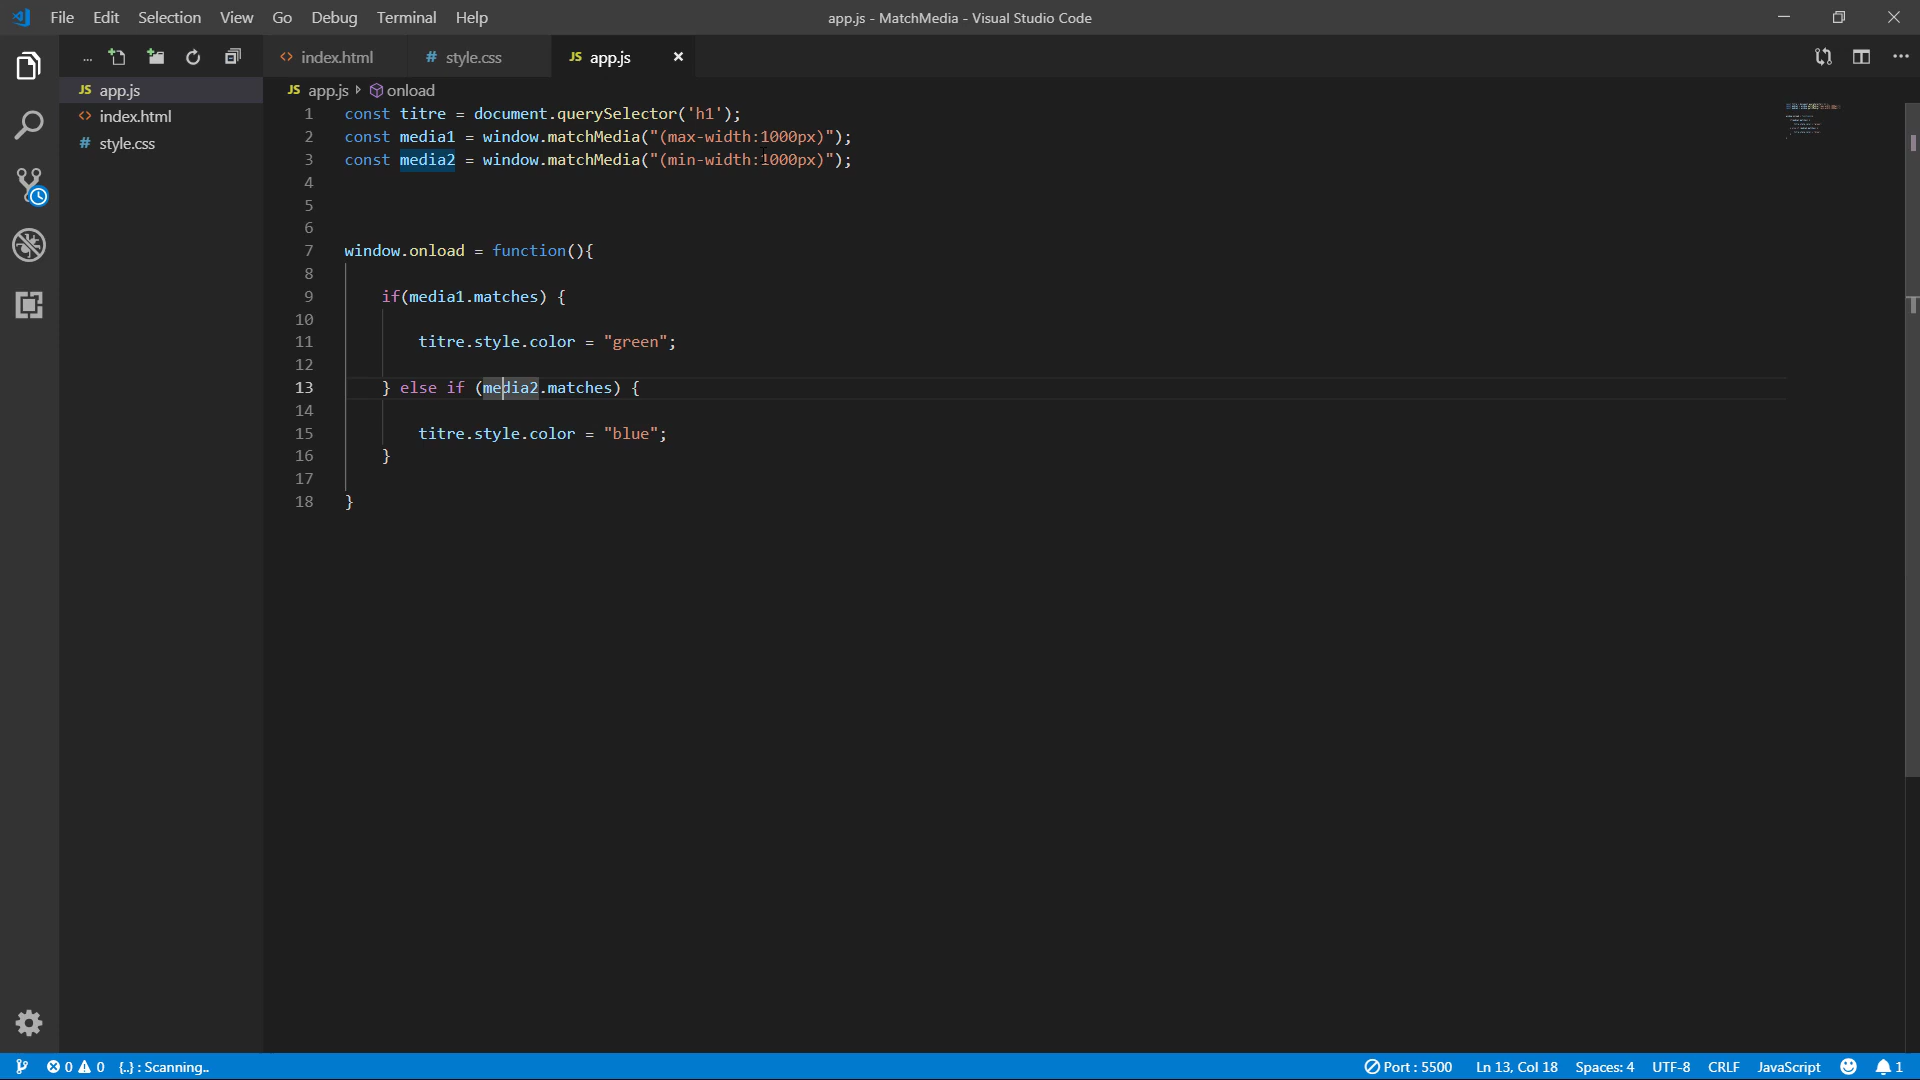 File Edit Selection View Go Debug Terminal Help
app.js - MatchMedia - Visual Studio Code
...
<> index.html
# style.css
JS app.js
JS app.js
<> index.html
# style.css
JS app.js onload
1 const titre = document.querySelector('h1');
2 const media1 = window.matchMedia("(max-width:1000px)");
3 const media2 = window.matchMedia("(min-width:1000px)");
4
5
6
7 window.onload = function(){
8
9 if(media1.matches) {
10
11 titre.style.color = "green";
12
13 } else if (media2.matches) {
14
15 titre.style.color = "blue";
16 }
17
18 }
0 0 {..} : Scanning..
Port : 5500 Ln 13, Col 18 Spaces: 4 UTF-8 CRLF JavaScript 1